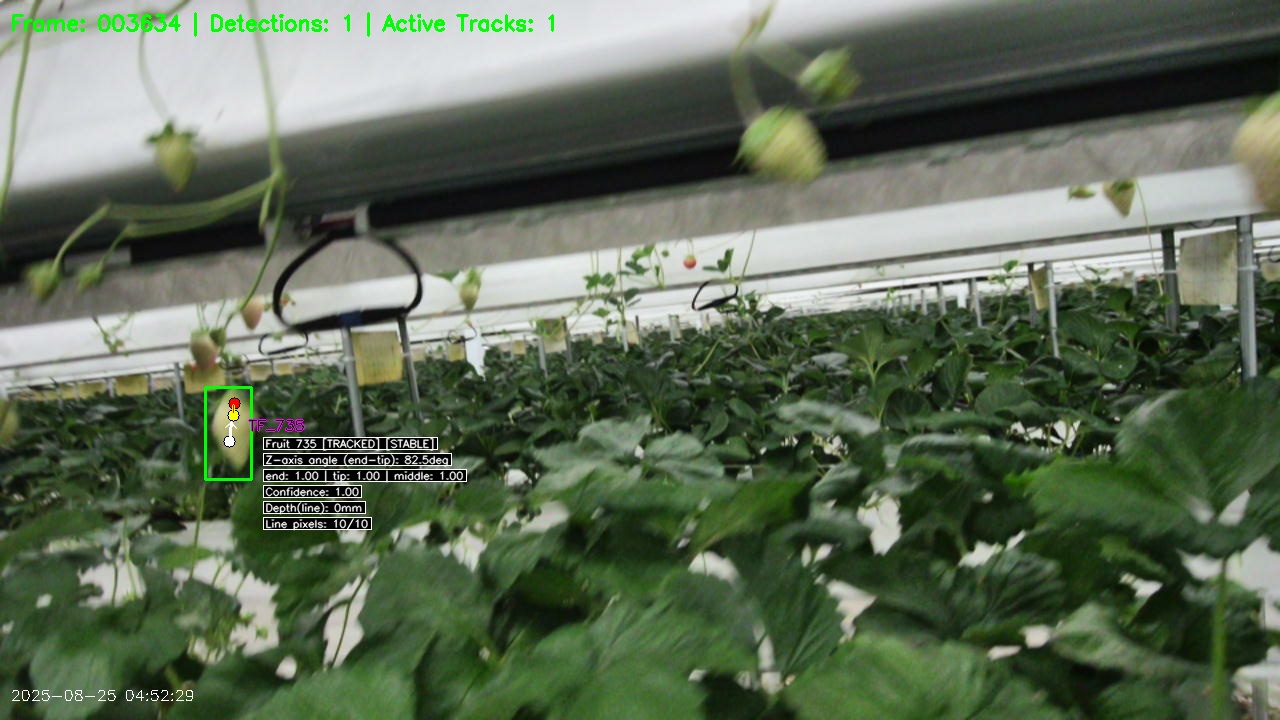 Frame: 003634 | Detections: 1 | Active Tracks: 1
TF_735
Fruit 735 [TRACKED] [STABLE]
Z-axis angle (end-tip): 82.5deg
end: 1.00 | tip: 1.00 | middle: 1.00
Confidence: 1.00
Depth(line): 0mm
Line pixels: 10/10
2025-08-25 04:52:29